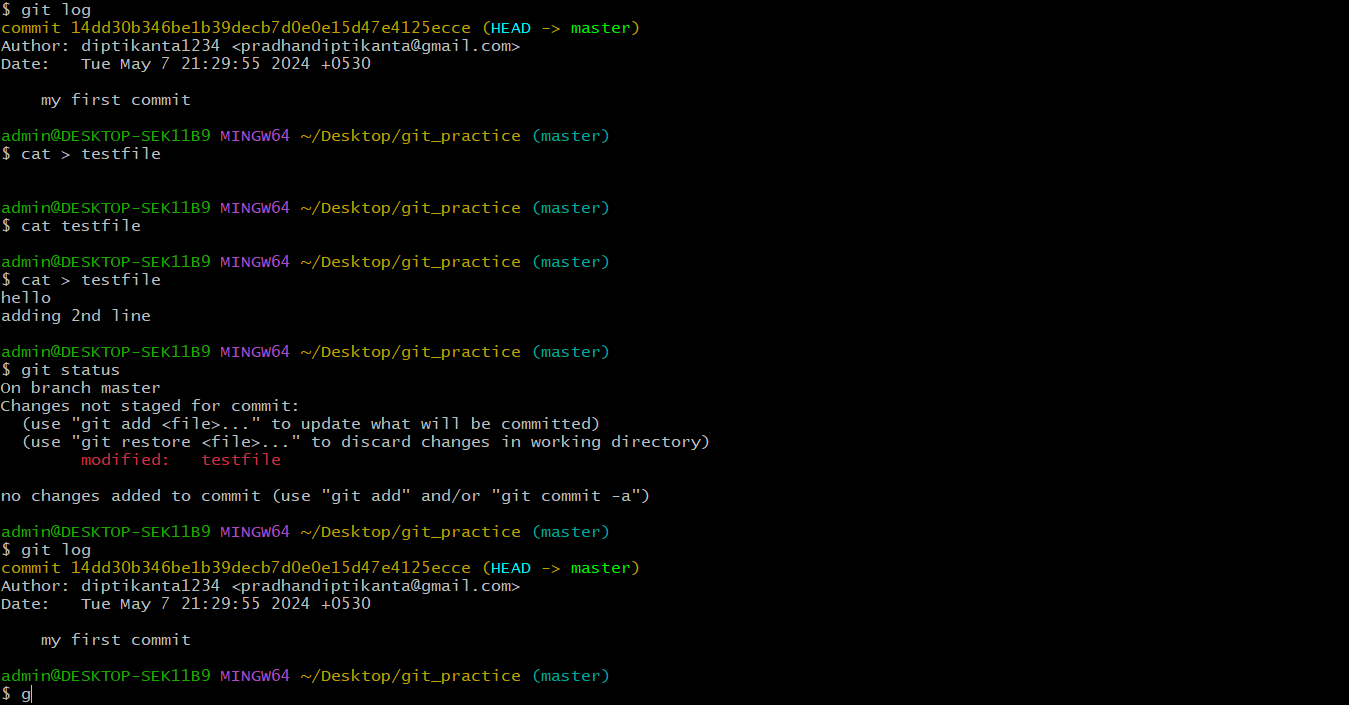 $ git log
commit 14dd30b346be1b39decb7d0e0e15d47e4125ecce (HEAD -> master)
Author: diptikanta1234 <pradhandiptikanta@gmail.com>
Date:   Tue May 7 21:29:55 2024 +0530
    my first commit
admin@DESKTOP-SEK11B9 MINGW64 ~/Desktop/git_practice (master)
$ cat > testfile
admin@DESKTOP-SEK11B9 MINGW64 ~/Desktop/git_practice (master)
$ cat testfile
admin@DESKTOP-SEK11B9 MINGW64 ~/Desktop/git_practice (master)
$ cat > testfile
hello
adding 2nd line
admin@DESKTOP-SEK11B9 MINGW64 ~/Desktop/git_practice (master)
$ git status
On branch master
Changes not staged for commit:
  (use "git add <file>..." to update what will be committed)
  (use "git restore <file>..." to discard changes in working directory)
        modified:   testfile
no changes added to commit (use "git add" and/or "git commit -a")
admin@DESKTOP-SEK11B9 MINGW64 ~/Desktop/git_practice (master)
$ git log
commit 14dd30b346be1b39decb7d0e0e15d47e4125ecce (HEAD -> master)
Author: diptikanta1234 <pradhandiptikanta@gmail.com>
Date:   Tue May 7 21:29:55 2024 +0530
    my first commit
admin@DESKTOP-SEK11B9 MINGW64 ~/Desktop/git_practice (master)
$ g